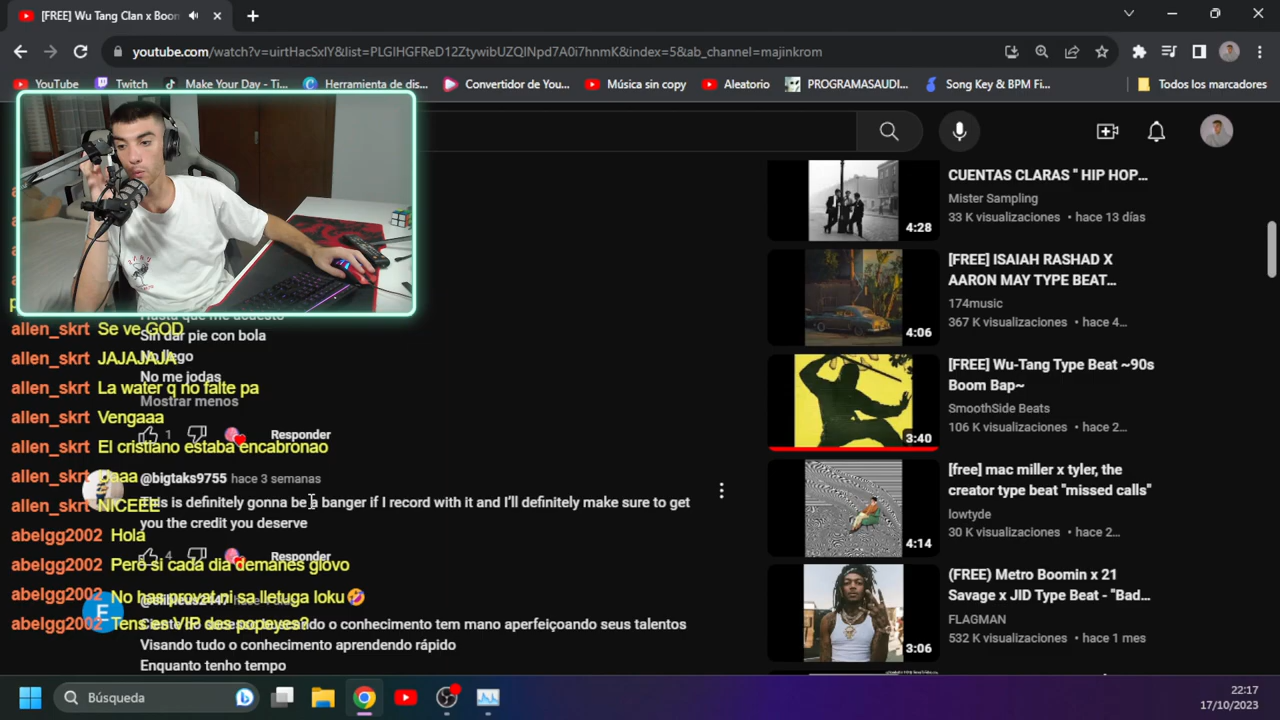 [FREE] Wu Tang Clan x Boon
youtube.com/watch?v=uirtHacSxIY&list=PLGIHGFReD12ZtywibUZQINpd7A0i7hnmK&index=5&ab_channel=majinkrom
YouTube
Twitch
Make Your Day - Ti...
Herramienta de dis...
Convertidor de You...
Música sin copy
Aleatorio
PROGRAMASAUDI...
Song Key & BPM Fi...
Todos los marcadores
Sin dar pie con bola
No llego
No me jodas
Mostrar menos
1
Responder
@bigtaks9755 hace 3 semanas
This is definitely gonna be a banger if I record with it and I'll definitely make sure to get
you the credit you deserve
4
Responder
o conhecimento tem mano aperfeiçoando seus talentos
Visando tudo o conhecimento aprendendo rápido
Enquanto tenho tempo
allen_skrt Se ve GOD
allen_skrt JAJAJAJA
allen_skrt La water q no falte pa
allen_skrt Vengaaa
allen_skrt El cristiano estaba encabronao
allen_skrt
allen_skrt NICEEE
abelgg2002 Hola
abelgg2002 Pero si cada dia demanes glovo
abelgg2002 No has provat ni sa lletuga loku🤣
abelgg2002 Tens es VIP des popeyes?
CUENTAS CLARAS " HIP HOP...
Mister Sampling
33 K visualizaciones • hace 13 días
4:28
[FREE] ISAIAH RASHAD X
AARON MAY TYPE BEAT...
174music
367 K visualizaciones • hace 4...
4:06
[FREE] Wu-Tang Type Beat ~90s
Boom Bap~
SmoothSide Beats
106 K visualizaciones • hace 2...
3:40
[free] mac miller x tyler, the
creator type beat "missed calls"
lowtyde
30 K visualizaciones • hace 2...
4:14
(FREE) Metro Boomin x 21
Savage x JID Type Beat - "Bad...
FLAGMAN
532 K visualizaciones • hace 1 mes
3:06
Búsqueda
22:17
17/10/2023